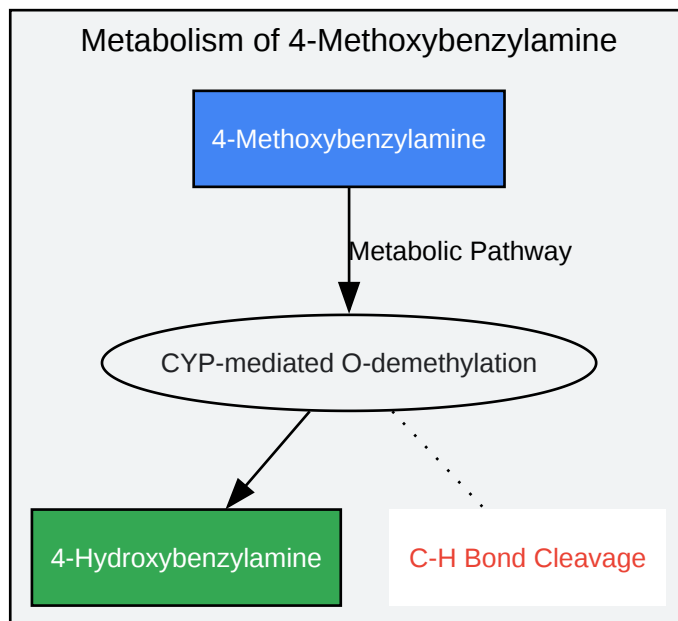 Metabolism of 4-Methoxybenzylamine
4-Methoxybenzylamine
Metabolic Pathway
CYP-mediated O-demethylation
4-Hydroxybenzylamine
C-H Bond Cleavage